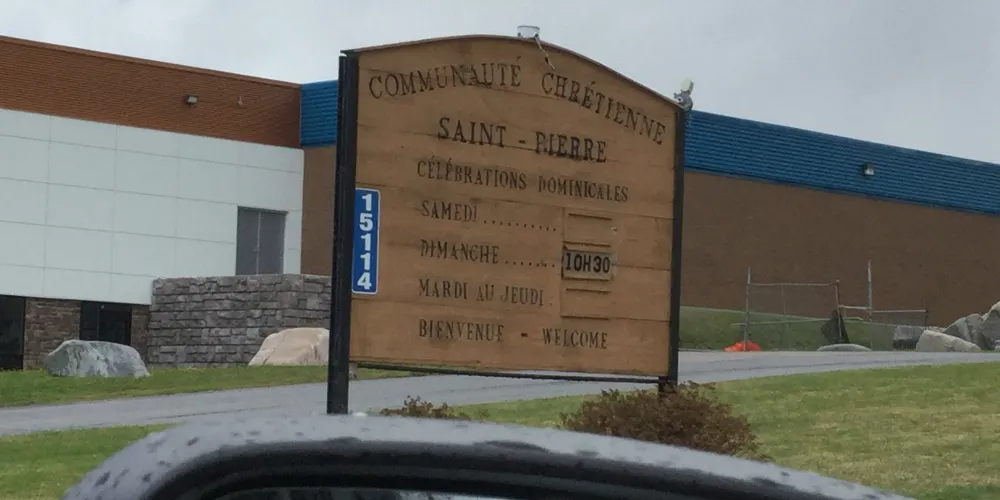 COMMUNAUTÉ CHRÉTIENNE
SAINT - PIERRE
CÉLÉBRATIONS DOMINICALES
SAMEDI ..........
DIMANCHE ....... 10H30
MARDI AU JEUDI .
BIENVENUE - WELCOME
15114